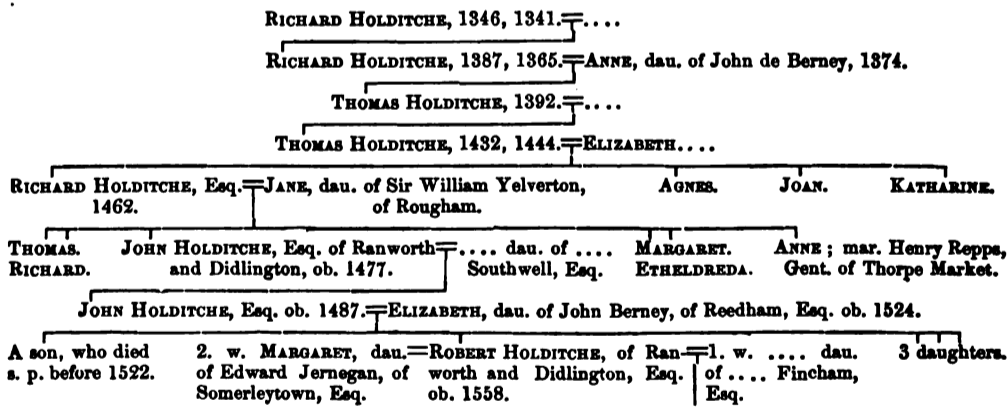 RICHARD HOLDITCHE, 1346, 1341.=....
RICHARD HOLDITCHE, 1387, 1365.=ANNE, dau. of John de Berney, 1374.
THOMAS HOLDITCHE, 1392.=....
THOMAS HOLDITCHE, 1432, 1444.=ELIZABETH....
RICHARD HOLDITCHE, Esq.=JANE, dau. of Sir William Yelverton, AGNES. JOAN. KATHARINE.
1462. of Rougham.
THOMAS. JOHN HOLDITCHE, Esq. of Ranworth=.... dau. of .... MARGARET. ANNE; mar. Henry Repps,
RICHARD. and Didlington, ob. 1477. Southwell, Esq. ETHELDREDA. Gent. of Thorpe Market.
JOHN HOLDITCHE, Esq. ob. 1487.=ELIZABETH, dau. of John Berney, of Reedham, Esq. ob. 1524.
A son, who died 2. w. MARGARET, dau.=ROBERT HOLDITCHE, of Ran-=1. w. .... dau. 3 daughters.
s. p. before 1522. of Edward Jernegan, of worth and Didlington, Esq. of .... Fincham,
Somerleytown, Esq. ob. 1558. Esq.